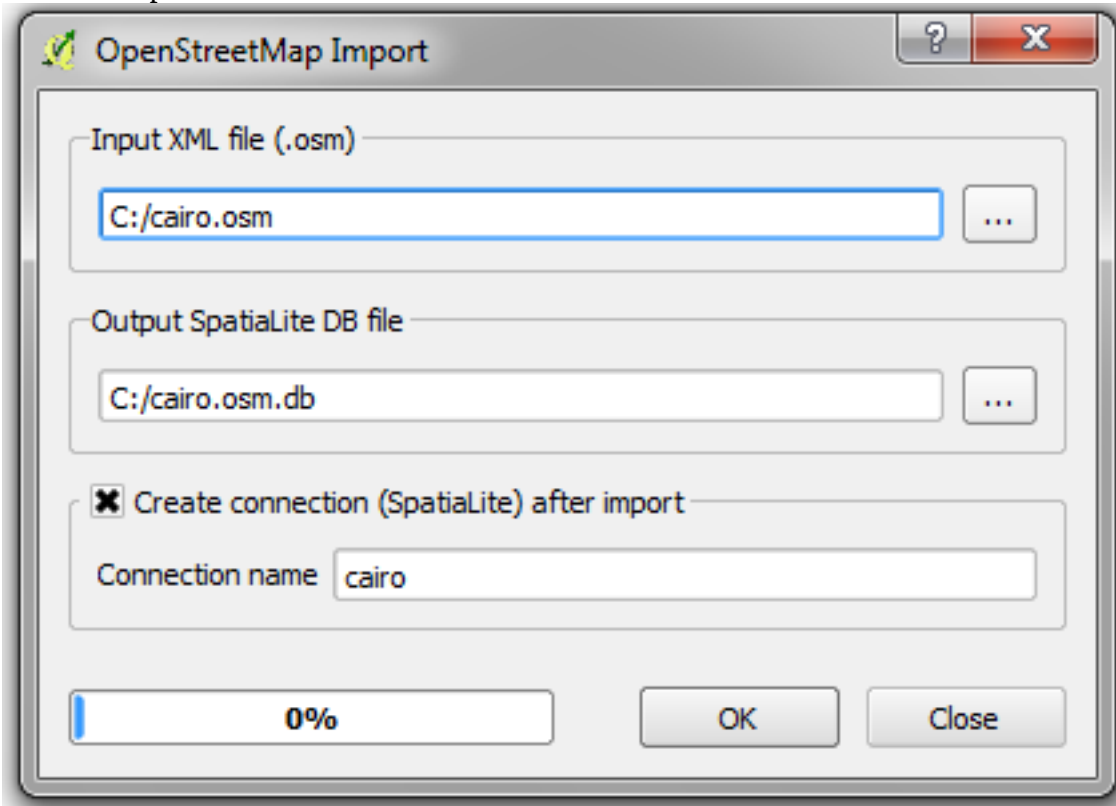 OpenStreetMap Import
Input XML file (.osm)
C:/cairo.osm
...
Output SpatiaLite DB file
C:/cairo.osm.db
...
Create connection (SpatiaLite) after import
Connection name cairo
0% OK Close